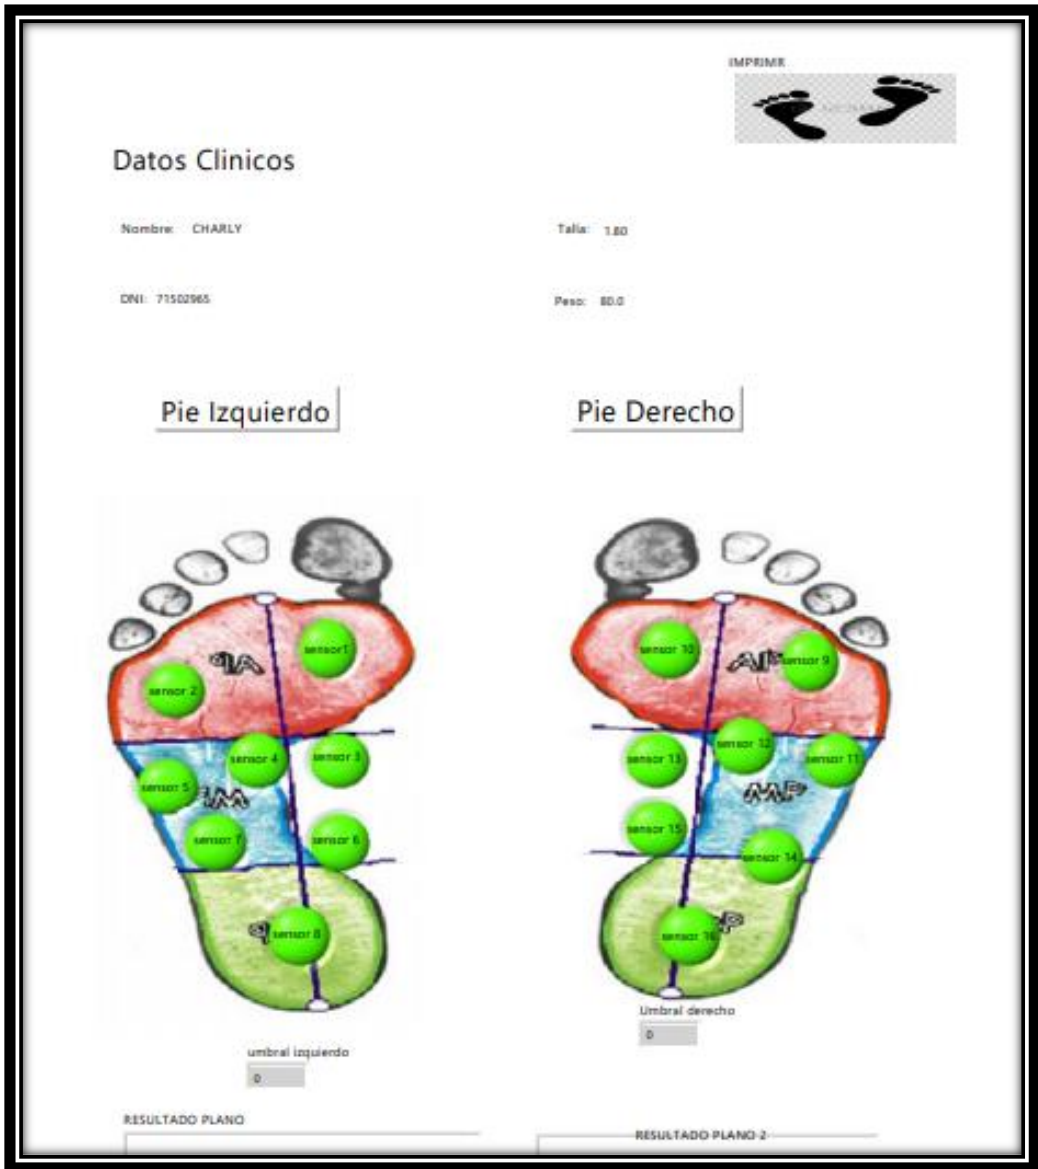 IMPRIMR
Datos Clinicos
Nombre: CHARLY
Talla: 1.80
DNI: 71502965
Peso: 80.0
Pie Izquierdo
Pie Derecho
sensor1
sensor 2
sensor 3
sensor 4
sensor 5
sensor 6
sensor 7
sensor 8
sensor 10
sensor 9
sensor 12
sensor 13
sensor 11
sensor 15
sensor 14
sensor 16
Umbral derecho
0
umbral izquierdo
0
RESULTADO PLANO
RESULTADO PLANO 2